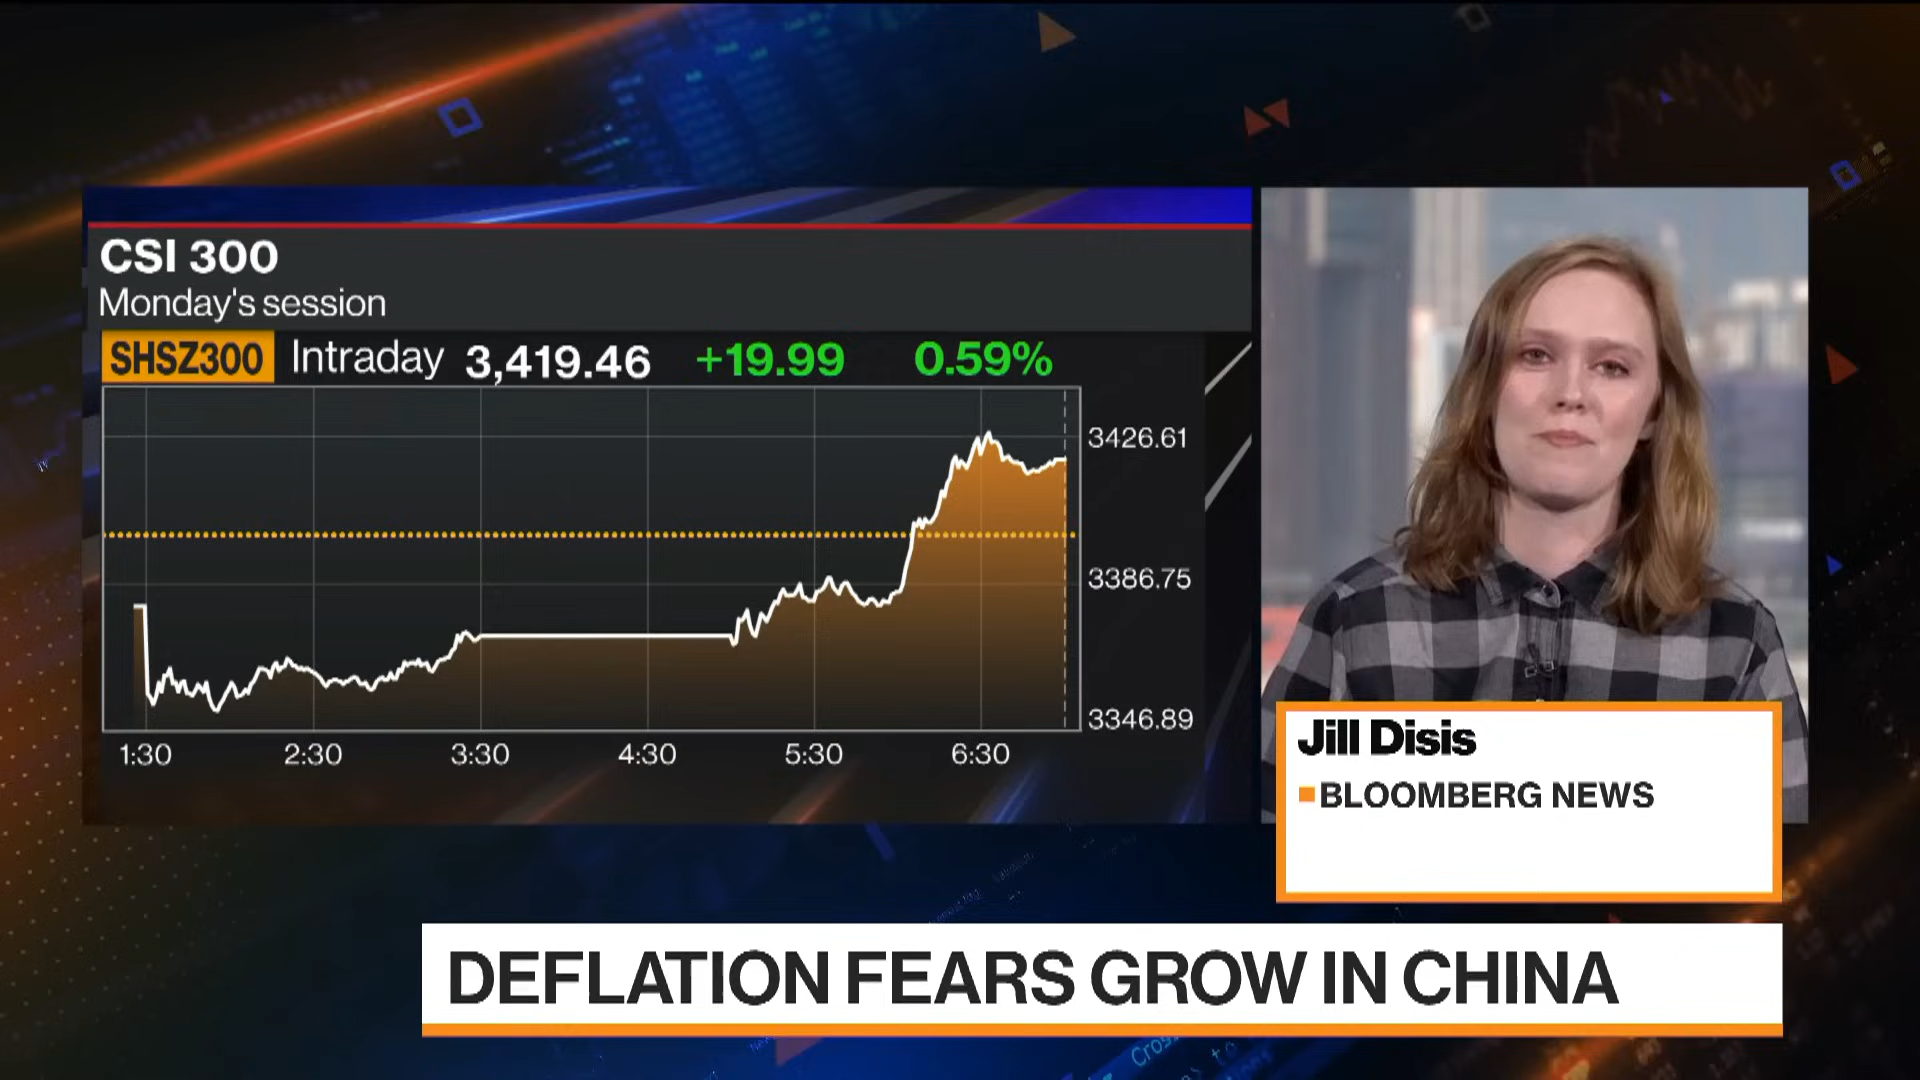 CSI 300
Monday's session
SHSZ300 Intraday 3,419.46 +19.99 0.59%
3426.61
3386.75
3346.89
1:30 2:30 3:30 4:30 5:30 6:30
Jill Disis
BLOOMBERG NEWS
DEFLATION FEARS GROW IN CHINA